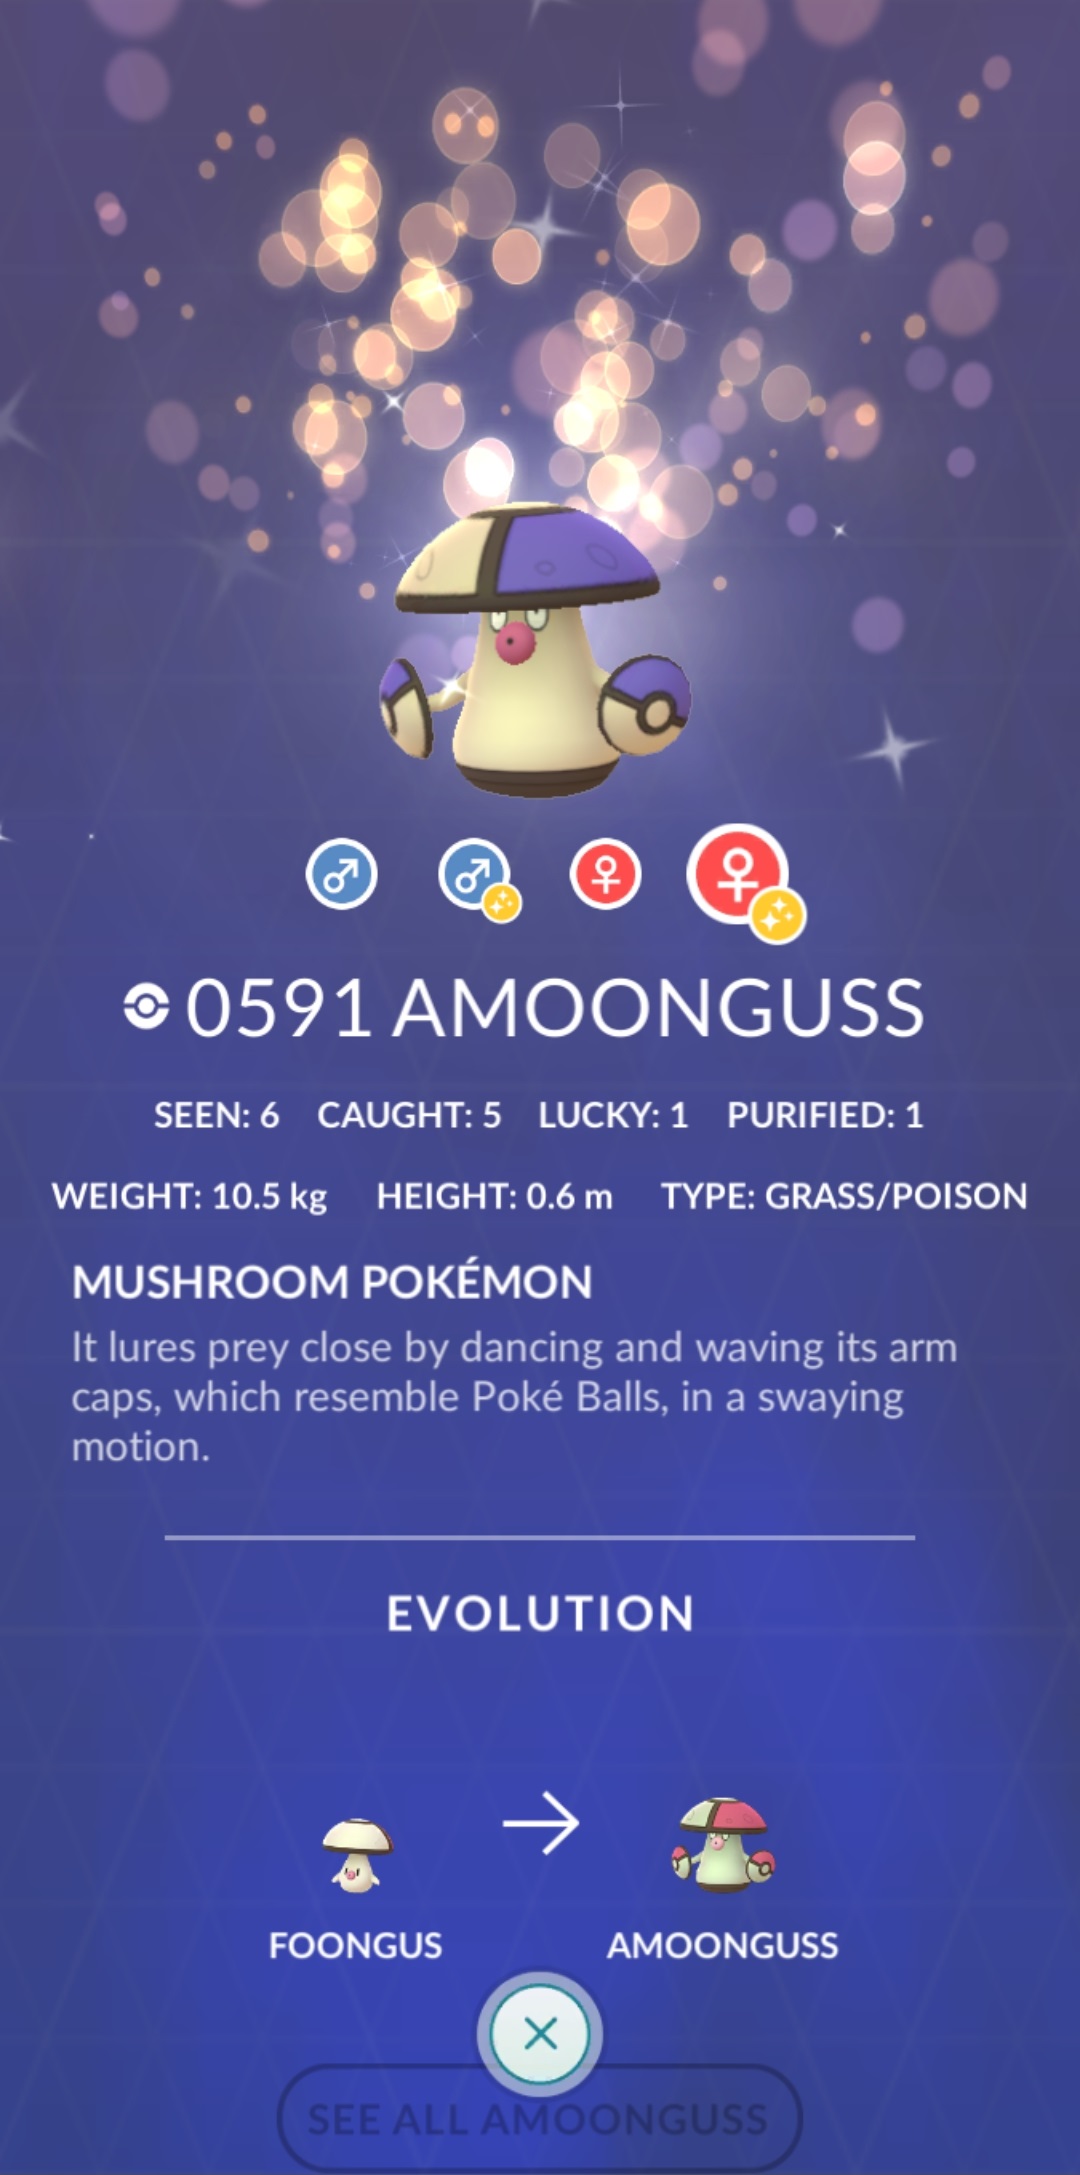 0591 AMOONGUSS
SEEN: 6 CAUGHT: 5 LUCKY: 1 PURIFIED: 1
WEIGHT: 10.5 kg HEIGHT: 0.6 m TYPE: GRASS/POISON
MUSHROOM POKÉMON
It lures prey close by dancing and waving its arm
caps, which resemble Poké Balls, in a swaying
motion.
EVOLUTION
FOONGUS AMOONGUSS
SEE ALL AMOONGUSS